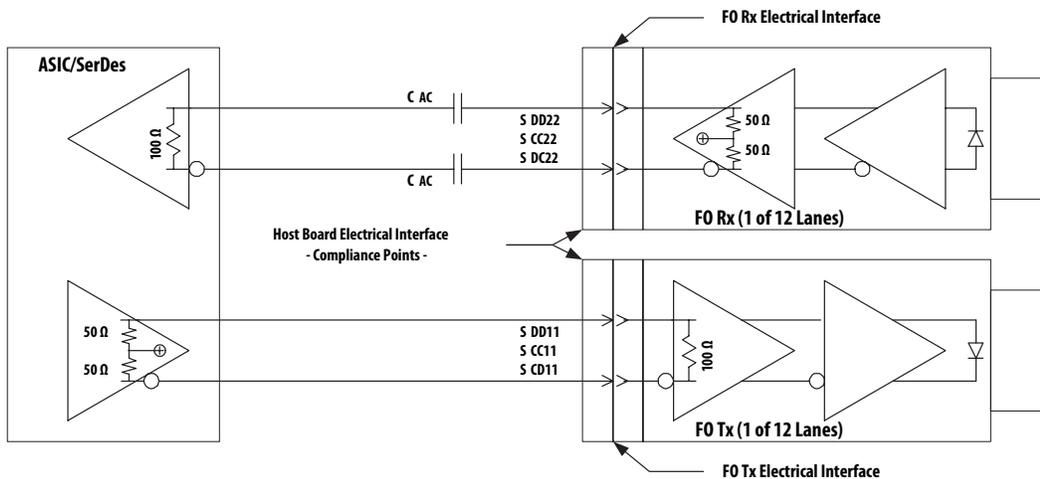 FO Rx Electrical Interface
ASIC/SerDes
C AC
S DD22
S CC22
S DC22
100 Ω
50 Ω
50 Ω
C AC
FO Rx (1 of 12 Lanes)
Host Board Electrical Interface
- Compliance Points -
50 Ω
50 Ω
S DD11
S CC11
S CD11
100 Ω
FO Tx (1 of 12 Lanes)
FO Tx Electrical Interface